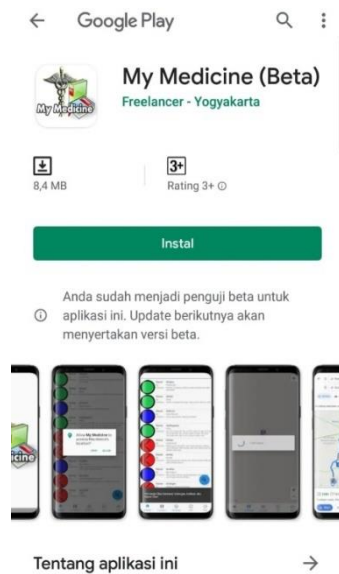 Google Play
My Medicine (Beta)
Freelancer - Yogyakarta
My Medicine
8,4 MB
3+
Rating 3+
Instal
Anda sudah menjadi penguji beta untuk
aplikasi ini. Update berikutnya akan
menyertakan versi beta.
Tentang aplikasi ini